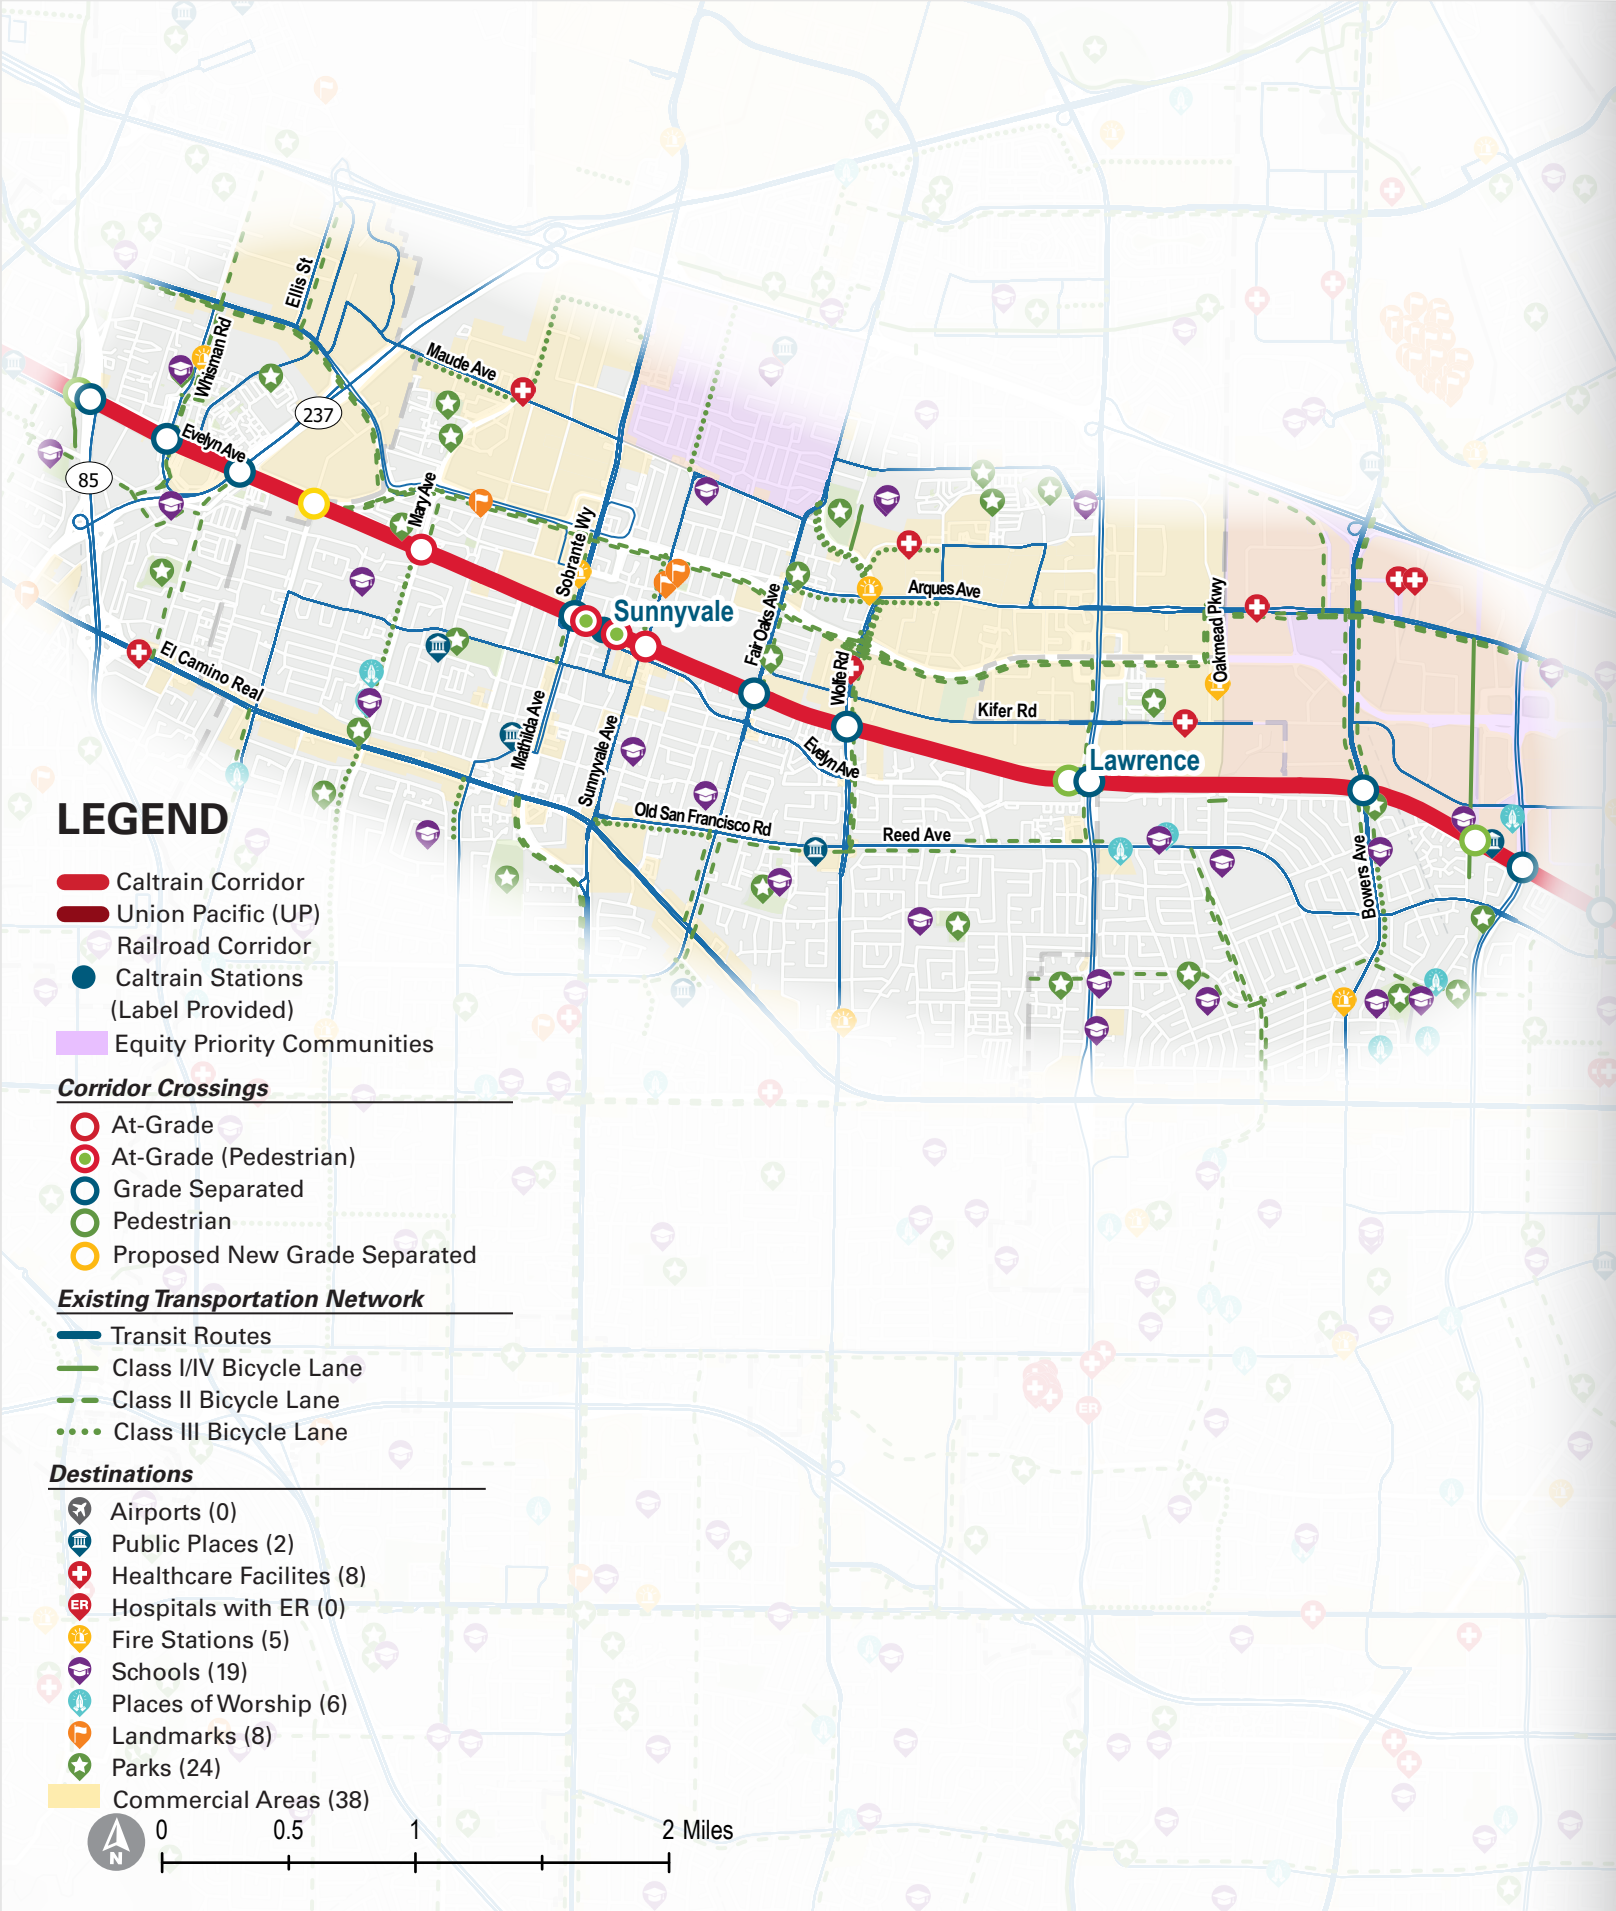 Ellis St
Whisman Rd
Maude Ave
237
Evelyn Ave
85
Mary Ave
Sobrante Wy
Sunnyvale
Fair Oaks Ave
Arques Ave
Oakmead Pkwy
El Camino Real
Wolfe Rd
Kifer Rd
Mathilda Ave
Sunnyvale Ave
Evelyn Ave
Lawrence
Old San Francisco Rd
Reed Ave
Bowers Ave
LEGEND
Caltrain Corridor
Union Pacific (UP)
Railroad Corridor
Caltrain Stations
(Label Provided)
Equity Priority Communities
Corridor Crossings
At-Grade
At-Grade (Pedestrian)
Grade Separated
Pedestrian
Proposed New Grade Separated
Existing Transportation Network
Transit Routes
Class I/IV Bicycle Lane
Class II Bicycle Lane
Class III Bicycle Lane
ER
Destinations
Airports (0)
Public Places (2)
Healthcare Facilites (8)
ER Hospitals with ER (0)
Fire Stations (5)
Schools (19)
Places of Worship (6)
Landmarks (8)
Parks (24)
Commercial Areas (38)
N
0 0.5 1 2 Miles